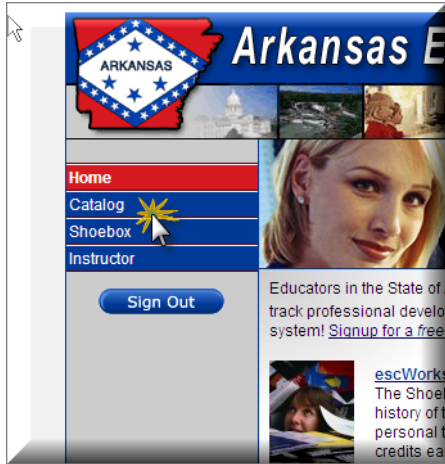 ARKANSAS
Arkansas E
Home
Catalog
Shoebox
Instructor
Sign Out
Educators in the State of
track professional develo
system! Signup for a free
escWorks
The Shoe
history of t
personal t
credits ea